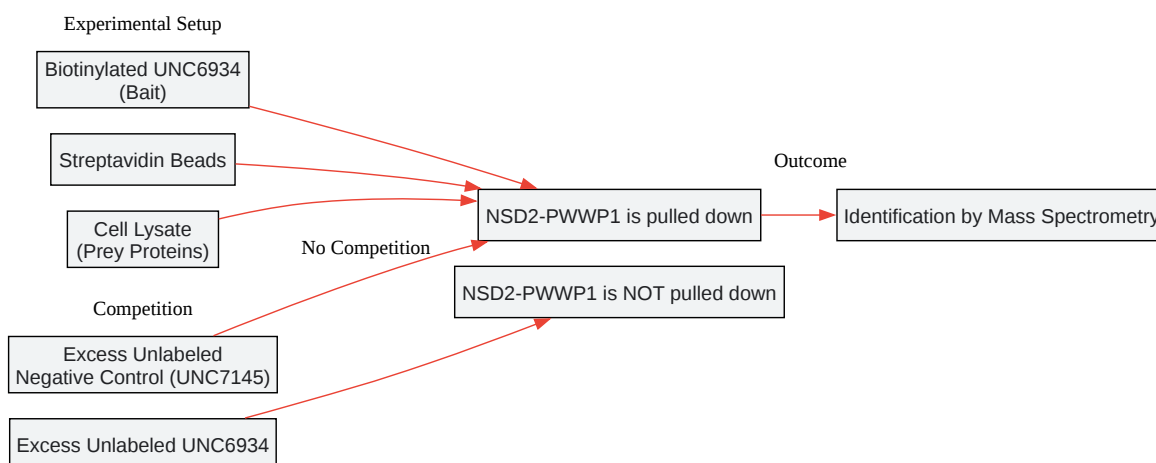 Experimental Setup
Biotinylated UNC6934
(Bait)
Streptavidin Beads
Cell Lysate
(Prey Proteins)
No Competition
Competition
Excess Unlabeled
Negative Control (UNC7145)
Excess Unlabeled UNC6934
NSD2-PWWP1 is pulled down
NSD2-PWWP1 is NOT pulled down
Outcome
Identification by Mass Spectrometry